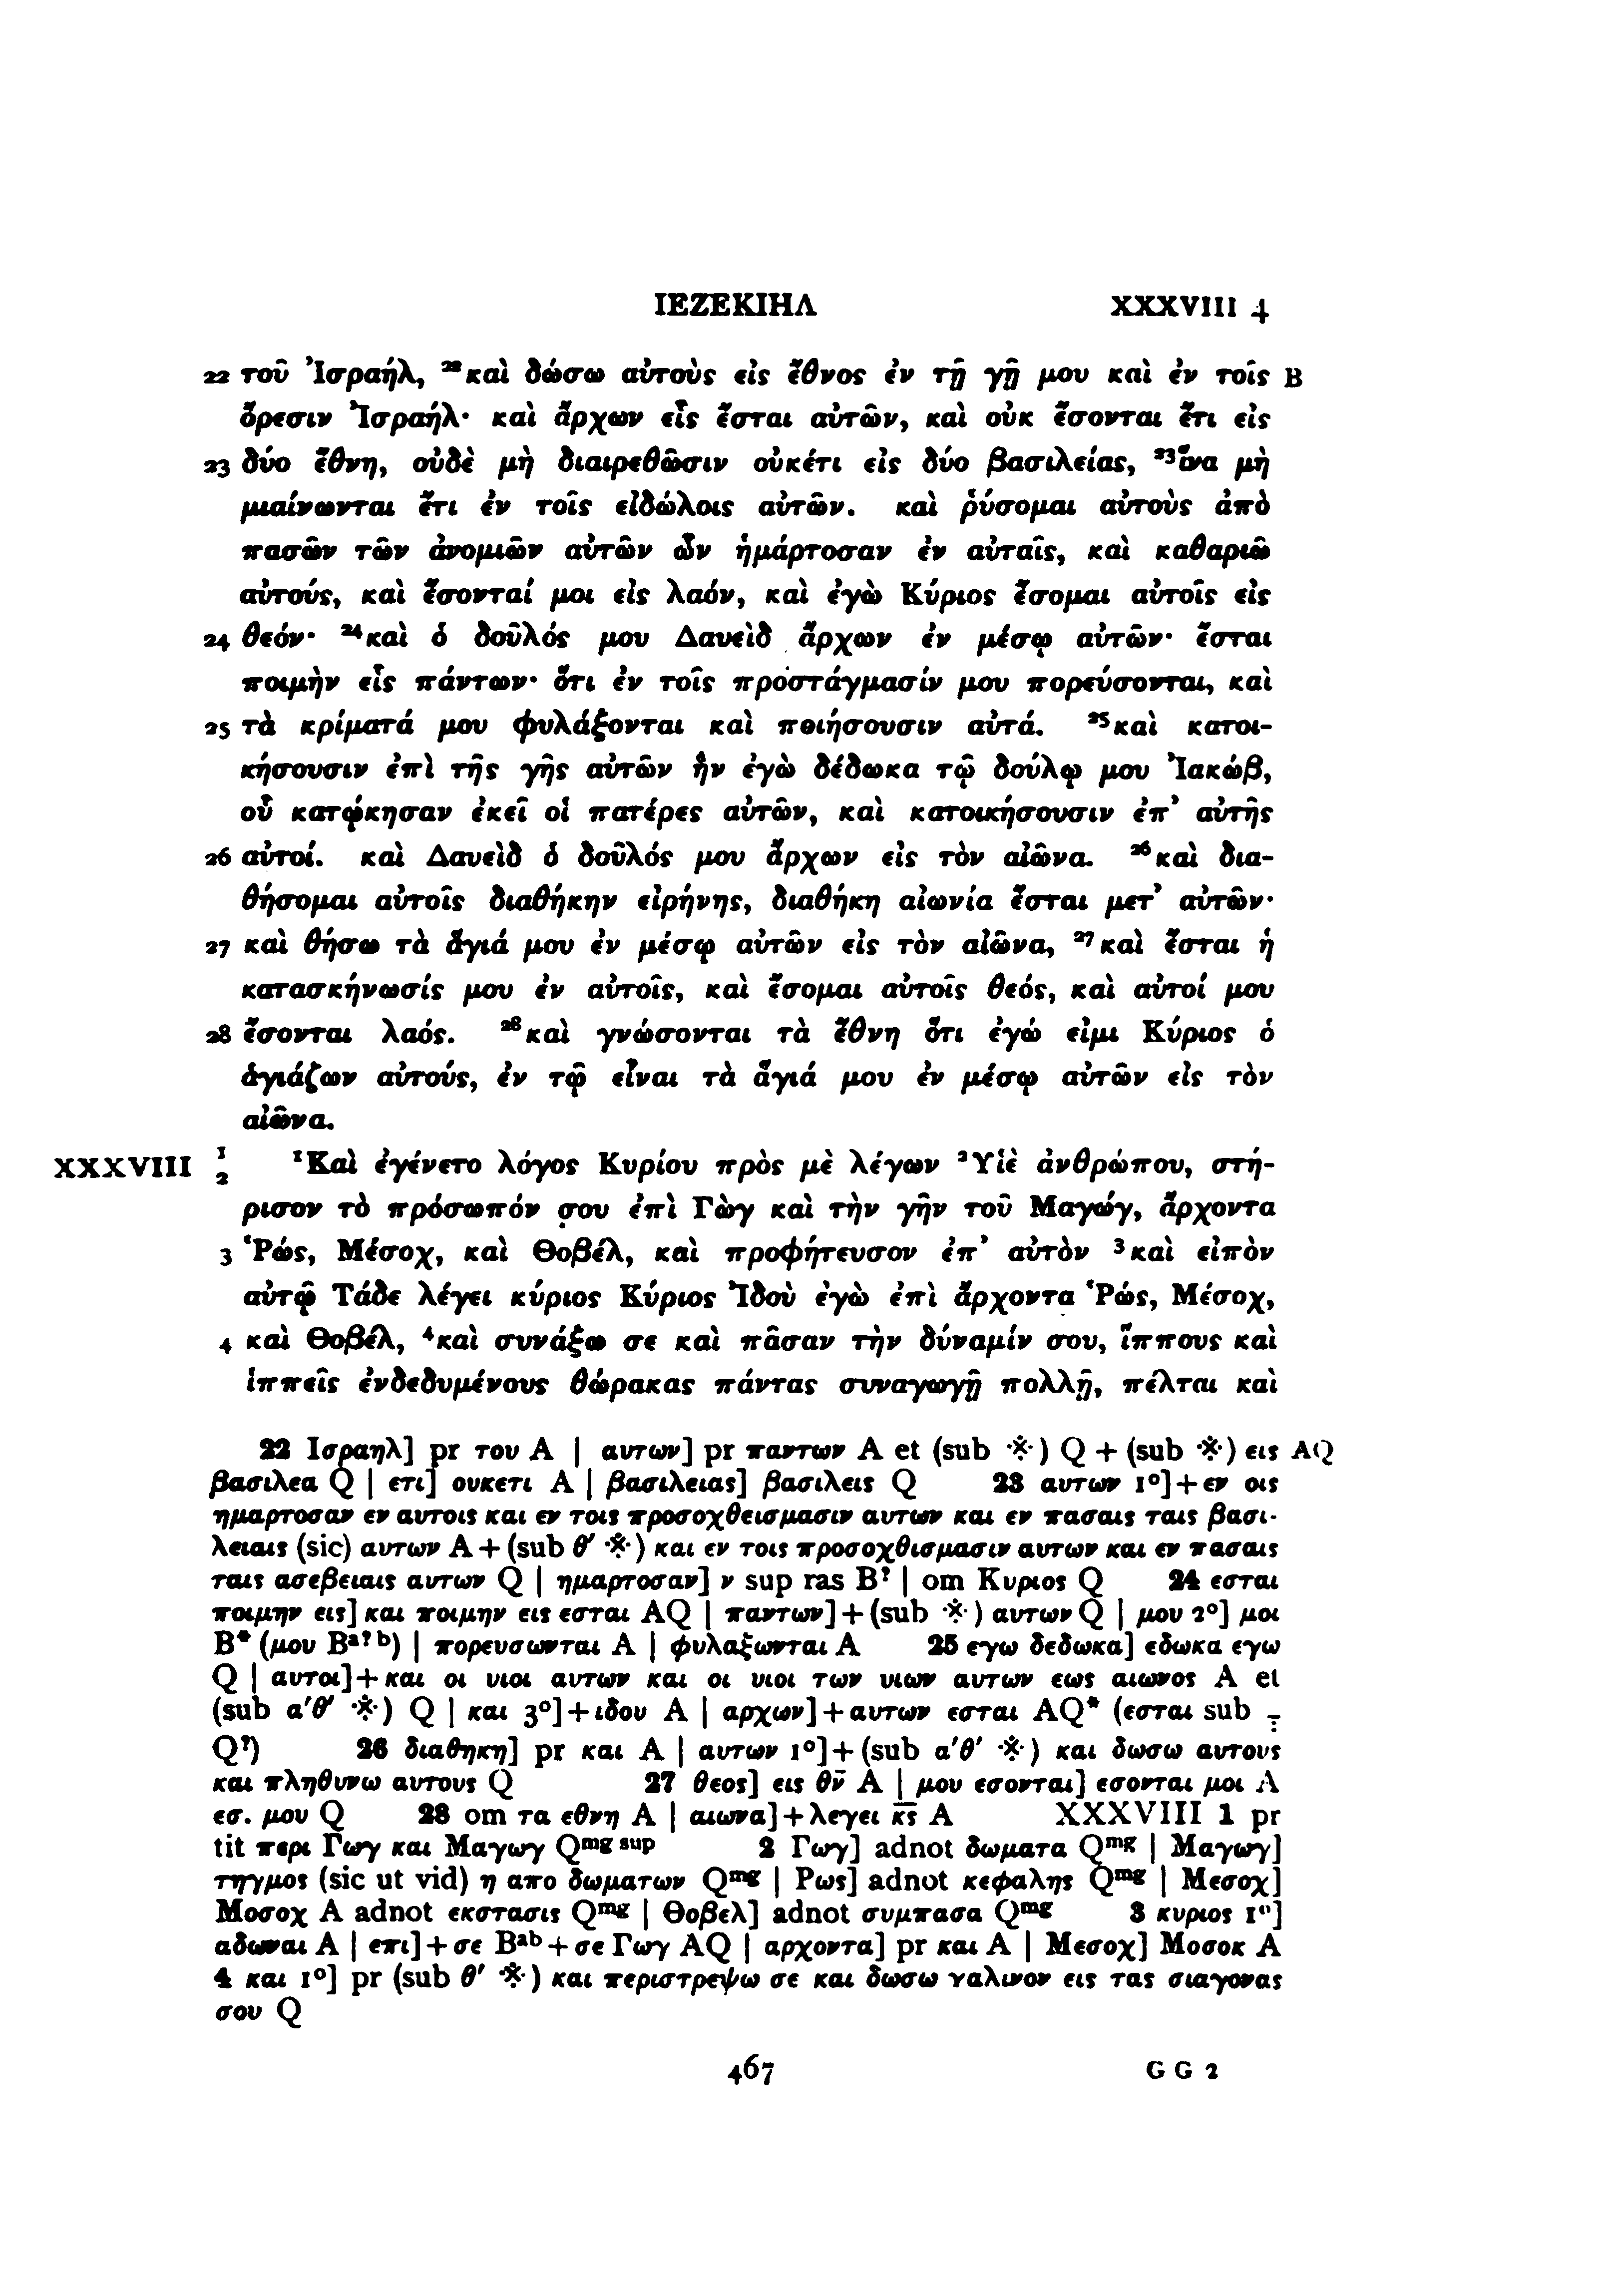 ΙΕΖΕΚΙΗΛ XXXVIII 4
22 τοῦ Ἰσραήλ, ²²καὶ δώσω αὐτοὺς εἰς ἔθνος ἐν τῇ γῇ μου καὶ ἐν τοῖς B
ὄρεσιν Ἰσραήλ· καὶ ἄρχων εἷς ἔσται αὐτῶν, καὶ οὐκ ἔσονται ἔτι εἰς
23 δύο ἔθνη, οὐδὲ μὴ διαιρεθῶσιν οὐκέτι εἰς δύο βασιλείας, ²³ἵνα μὴ
μιαίνωνται ἔτι ἐν τοῖς εἰδώλοις αὐτῶν. καὶ ῥύσομαι αὐτοὺς ἀπὸ
πασῶν τῶν ἀνομιῶν αὐτῶν ὧν ἡμάρτοσαν ἐν αὐταῖς, καὶ καθαριῶ
αὐτούς, καὶ ἔσονταί μοι εἰς λαόν, καὶ ἐγὼ Κύριος ἔσομαι αὐτοῖς εἰς
24 θεόν· ²⁴καὶ ὁ δοῦλός μου Δαυεὶδ ἄρχων ἐν μέσῳ αὐτῶν· ἔσται
ποιμὴν εἷς πάντων· ὅτι ἐν τοῖς προστάγμασίν μου πορεύσονται, καὶ
25 τὰ κρίματά μου φυλάξονται καὶ ποιήσουσιν αὐτά. ²⁵καὶ κατοι-
κήσουσιν ἐπὶ τῆς γῆς αὐτῶν ἣν ἐγὼ δέδωκα τῷ δούλῳ μου Ἰακώβ,
οὗ κατῴκησαν ἐκεῖ οἱ πατέρες αὐτῶν, καὶ κατοικήσουσιν ἐπ’ αὐτῆς
26 αὐτοί. καὶ Δαυεὶδ ὁ δοῦλός μου ἄρχων εἰς τὸν αἰῶνα. ²⁶καὶ δια-
θήσομαι αὐτοῖς διαθήκην εἰρήνης, διαθήκη αἰωνία ἔσται μετ’ αὐτῶν·
27 καὶ θήσω τὰ ἅγιά μου ἐν μέσῳ αὐτῶν εἰς τὸν αἰῶνα, ²⁷καὶ ἔσται ἡ
κατασκήνωσίς μου ἐν αὐτοῖς, καὶ ἔσομαι αὐτοῖς θεός, καὶ αὐτοί μου
28 ἔσονται λαός. ²⁸καὶ γνώσονται τὰ ἔθνη ὅτι ἐγώ εἰμι Κύριος ὁ
ἁγιάζων αὐτούς, ἐν τῷ εἶναι τὰ ἅγιά μου ἐν μέσῳ αὐτῶν εἰς τὸν
αἰῶνα.
XXXVIII 1 2 ¹Καὶ ἐγένετο λόγος Κυρίου πρὸς μὲ λέγων ²Υἱὲ ἀνθρώπου, στή-
ρισον τὸ πρόσωπόν σου ἐπὶ Γὼγ καὶ τὴν γῆν τοῦ Μαγώγ, ἄρχοντα
3 Ῥώς, Μέσοχ, καὶ Θοβέλ, καὶ προφήτευσον ἐπ’ αὐτὸν ³καὶ εἰπὸν
αὐτῷ Τάδε λέγει κύριος Κύριος Ἰδοὺ ἐγὼ ἐπὶ ἄρχοντα Ῥώς, Μέσοχ,
4 καὶ Θοβέλ, ⁴καὶ συνάξω σε καὶ πᾶσαν τὴν δύναμίν σου, ἵππους καὶ
ἱππεῖς ἐνδεδυμένους θώρακας πάντας συναγωγῇ πολλῇ, πέλται καὶ
22 Ισραηλ] pr του A | αυτων] pr παντων A et (sub ※) Q + (sub ※) εις AQ
βασιλεα Q | ετι] ουκετι A | βασιλειας] βασιλεις Q 23 αυτων 1°]+εν οις
ημαρτοσαν εν αυτοις και εν τοις προσοχθεισμασιν αυτων και εν πασαις ταις βασι-
λειαις (sic) αυτων A + (sub θ′ ※) και εν τοις προσοχθισμασιν αυτων και εν πασαις
ταις ασεβειαις αυτων Q | ημαρτοσαν] ν sup ras B? | om Κυριος Q 24 εσται
ποιμην εις] και ποιμην εις εσται AQ | παντων]+(sub ※) αυτων Q | μου 2°] μοι
B* (μου Ba?b) | πορευσωνται A | φυλαξωνται A 25 εγω δεδωκα] εδωκα εγω
Q | αυτοι]+και οι υιοι αυτων και οι υιοι των υιων αυτων εως αιωνος A et
(sub α′θ′ ※) Q | και 3°]+ιδου A | αρχων]+αυτων εσται AQ* (εσται sub ÷
Q?) 26 διαθηκη] pr και A | αυτων 1°]+(sub α′θ′ ※) και δωσω αυτους
και πληθυνω αυτους Q 27 θεος] εις θν̄ A | μου εσονται] εσονται μοι A
εσ. μου Q 28 om τα εθνη A | αιωνα]+λεγει κ̄ς̄ A XXXVIII 1 pr
tit περι Γωγ και Μαγωγ Qmg sup 2 Γωγ] adnot δωματα Qmg | Μαγωγ]
τηγμος (sic ut vid) η απο δωματων Qmg | Ρως] adnot κεφαλης Qmg | Μεσοχ]
Μοσοχ A adnot εκστασις Qmg | Θοβελ] adnot συμπασα Qmg 3 κυριος 1°]
αδωναι A | επι]+σε Bab +σε Γωγ AQ | αρχοντα] pr και A | Μεσοχ] Μοσοκ A
4 και 1°] pr (sub θ′ ※) και περιστρεψω σε και δωσω χαλινον εις τας σιαγονας
σου Q
467 G G 2